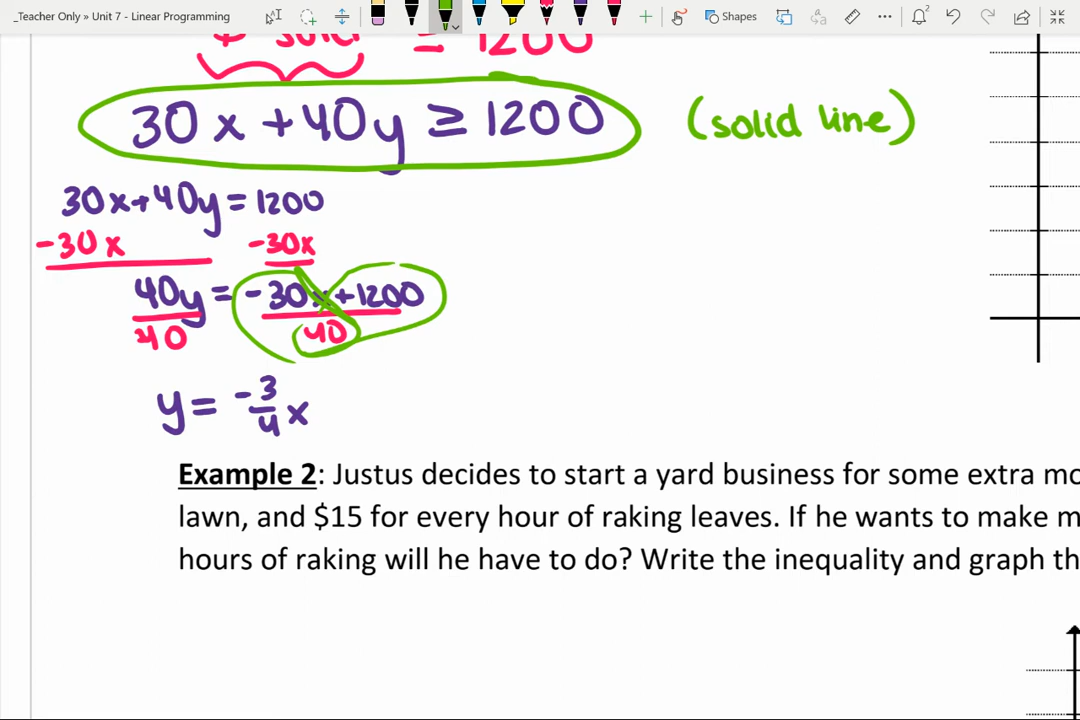 _Teacher Only » Unit 7 - Linear Programming
Shapes
$ sold ≥ 1200
30x + 40y ≥ 1200 (solid line)
30x + 40y = 1200
-30x -30x
40y = -30x + 1200
40 40
y = -3/4 x
Example 2: Justus decides to start a yard business for some extra mo
lawn, and $15 for every hour of raking leaves. If he wants to make m
hours of raking will he have to do? Write the inequality and graph th